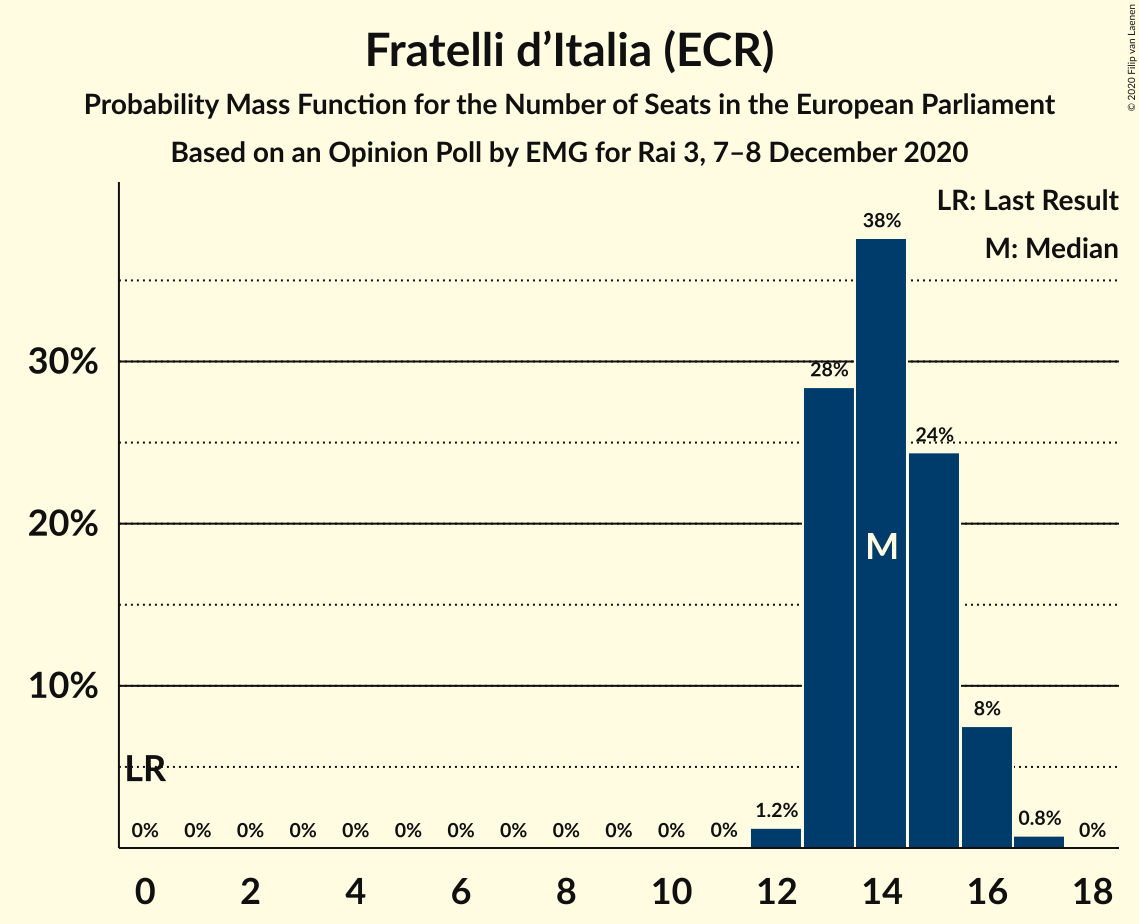 Fratelli d’Italia (ECR)
Probability Mass Function for the Number of Seats in the European Parliament
Based on an Opinion Poll by EMG for Rai 3, 7–8 December 2020
© 2020 Filip van Laenen
LR: Last Result
M: Median
38%
30%
28%
24%
20%
M
10%
8%
LR
1.2%
0.8%
0% 0% 0% 0% 0% 0% 0% 0% 0% 0% 0% 0% 0%
0 2 4 6 8 10 12 14 16 18